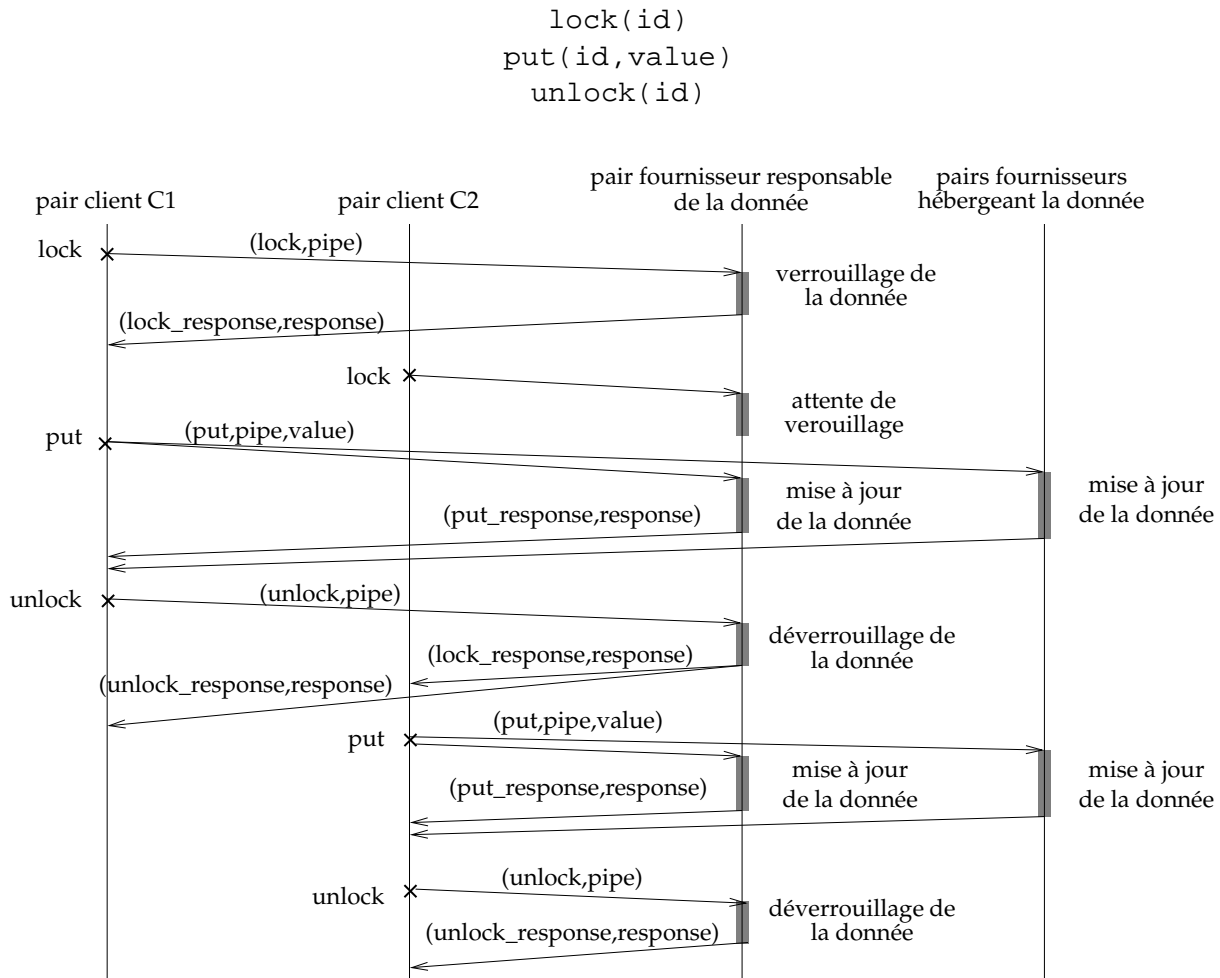 lock(id)
put(id,value)
unlock(id)
pair client C1
pair client C2
pair fournisseur responsable
de la donnée
pairs fournisseurs
hébergeant la donnée
lock
(lock,pipe)
verrouillage de
la donnée
(lock_response,response)
lock
attente de
verouillage
put
(put,pipe,value)
mise à jour
de la donnée
mise à jour
de la donnée
(put_response,response)
unlock
(unlock,pipe)
déverrouillage de
la donnée
(lock_response,response)
(unlock_response,response)
put
(put,pipe,value)
mise à jour
de la donnée
mise à jour
de la donnée
(put_response,response)
unlock
(unlock,pipe)
déverrouillage de
la donnée
(unlock_response,response)